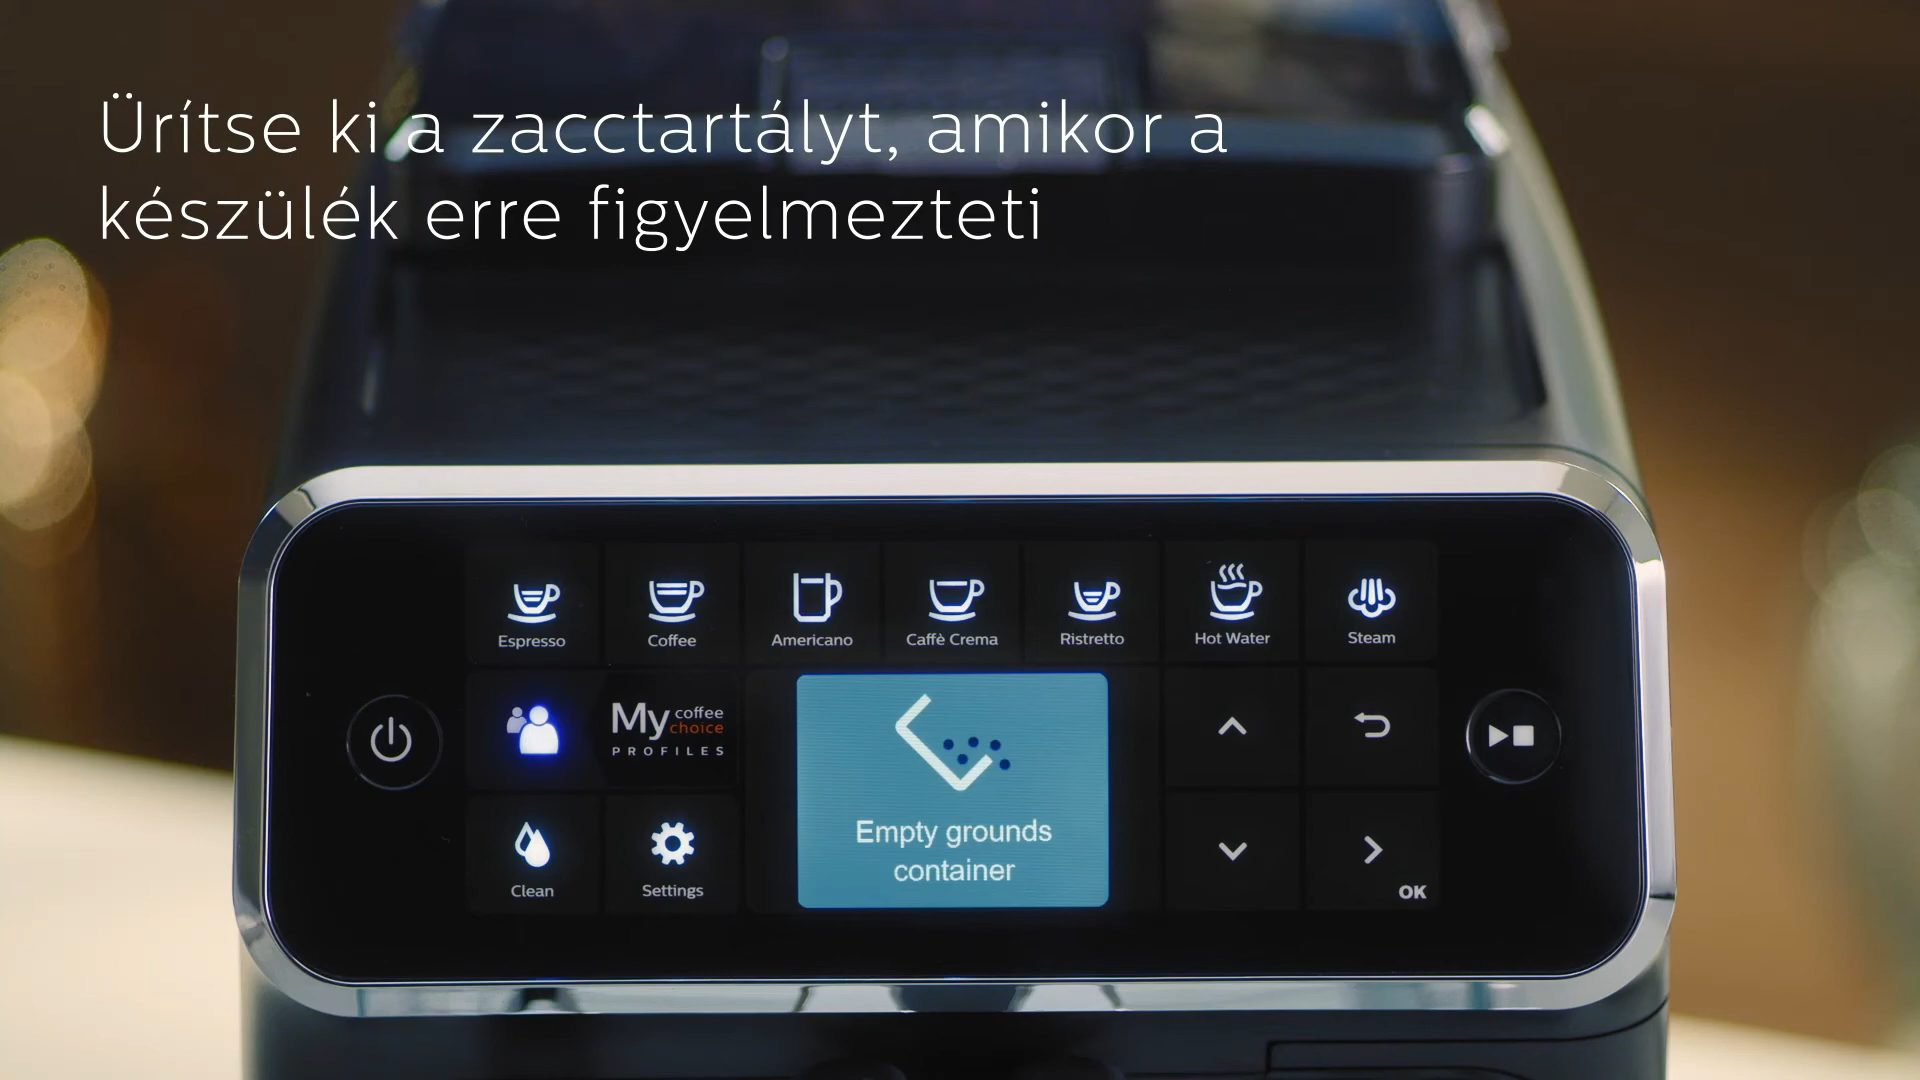 Ürítse ki a zacctartályt, amikor a
készülék erre figyelmezteti
Espresso
Coffee
Americano
Caffè Crema
Ristretto
Hot Water
Steam
My coffee choice
PROFILES
Empty grounds
container
Clean
Settings
OK